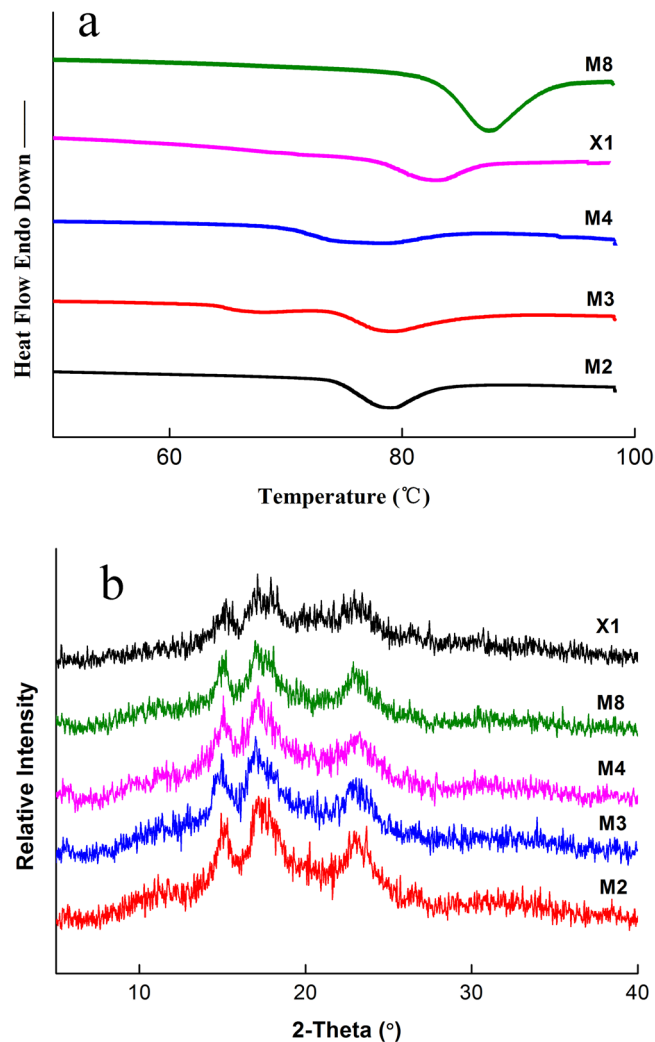 a
M8
X1
M4
M3
M2
Heat Flow Endo Down
60
80
100
Temperature (℃)
b
X1
M8
M4
M3
M2
Relative Intensity
10
20
30
40
2-Theta (°)